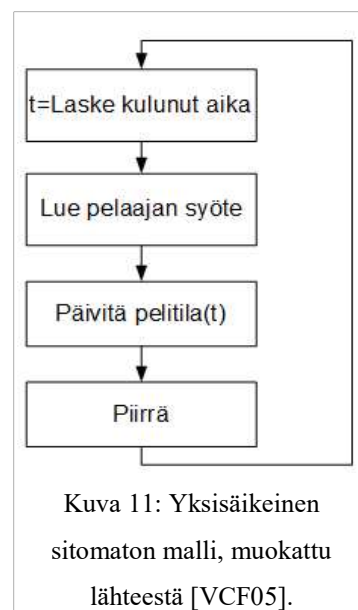 t=Laske kulunut aika
Lue pelaajan syöte
Päivitä pelitila(t)
Piirrä
Kuva 11: Yksisäikeinen
sitomaton malli, muokattu
lähteestä [VCF05].